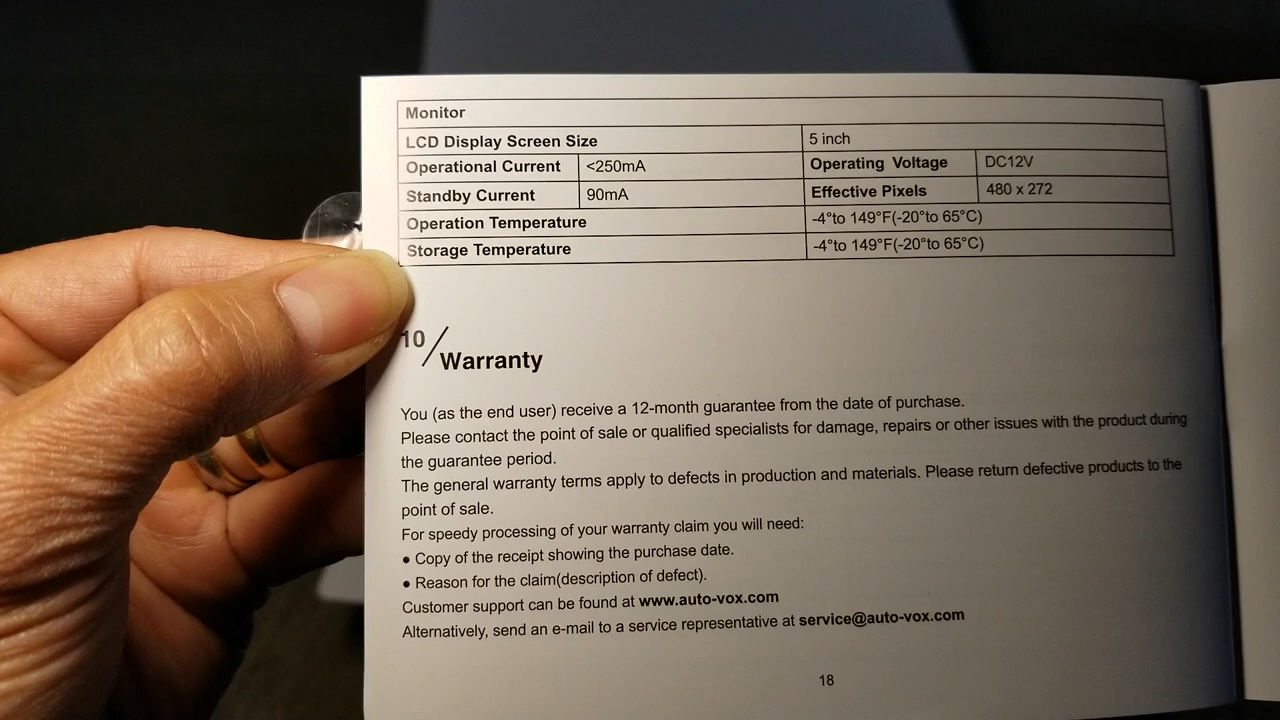 Monitor
LCD Display Screen Size 5 inch
Operational Current <250mA Operating Voltage DC12V
Standby Current 90mA Effective Pixels 480 x 272
Operation Temperature -4°to 149°F(-20°to 65°C)
Storage Temperature -4°to 149°F(-20°to 65°C)
10/
Warranty
You (as the end user) receive a 12-month guarantee from the date of purchase.
Please contact the point of sale or qualified specialists for damage, repairs or other issues with the product during
the guarantee period.
The general warranty terms apply to defects in production and materials. Please return defective products to the
point of sale.
For speedy processing of your warranty claim you will need:
• Copy of the receipt showing the purchase date.
• Reason for the claim(description of defect).
Customer support can be found at www.auto-vox.com
Alternatively, send an e-mail to a service representative at service@auto-vox.com
18